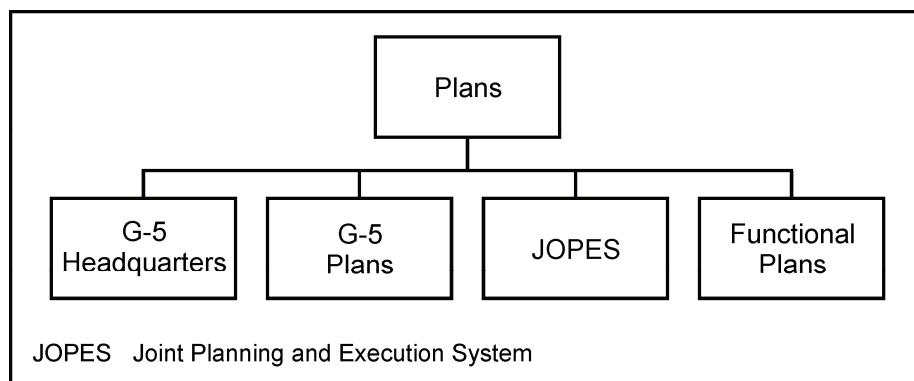 Plans
G-5
Headquarters
G-5
Plans
JOPES
Functional
Plans
JOPES Joint Planning and Execution System